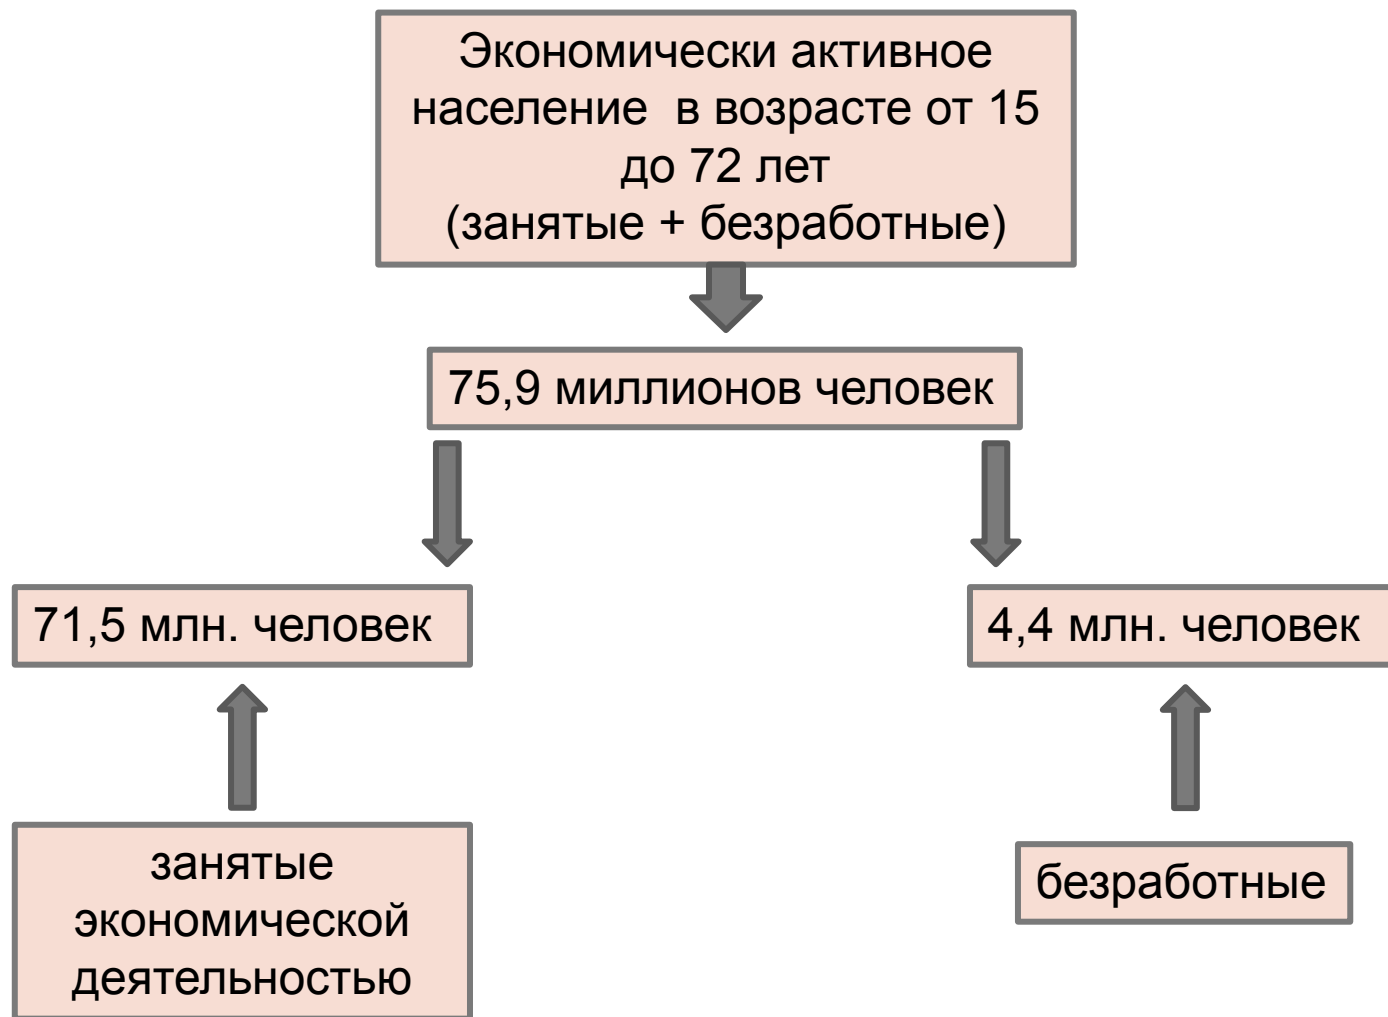 Экономически активное
население в возрасте от 15
до 72 лет
(занятые + безработные)
75,9 миллионов человек
71,5 млн. человек
4,4 млн. человек
занятые
экономической
деятельностью
безработные